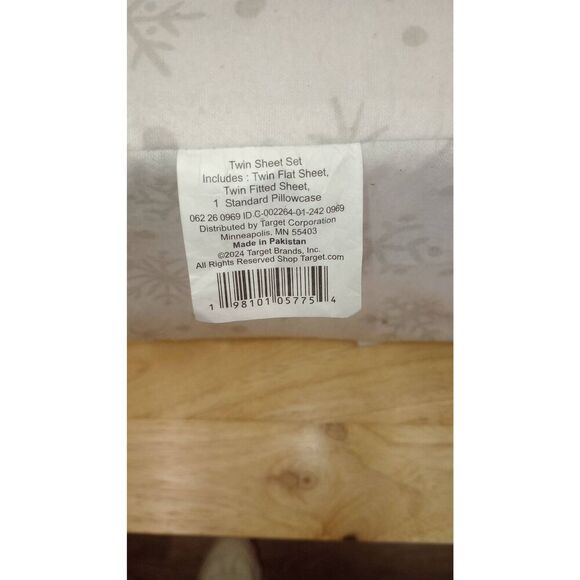 Twin Sheet Set
Includes : Twin Flat Sheet,
Twin Fitted Sheet,
1 Standard Pillowcase
062 26 0969 ID.C-002264-01-242 0969
Distributed by Target Corporation
Minneapolis, MN 55403
Made in Pakistan
©2024 Target Brands, Inc.
All Rights Reserved Shop Target.com
1 98101 05775 4